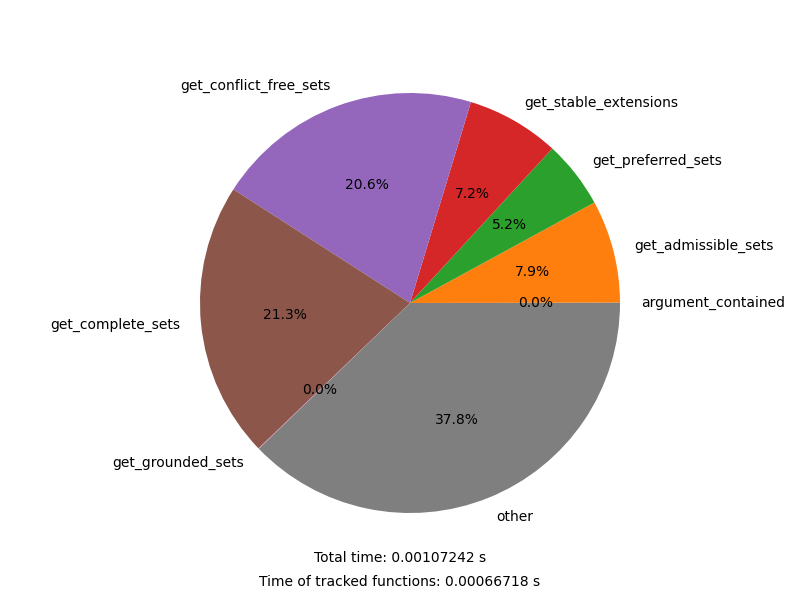 get_conflict_free_sets
get_stable_extensions
get_preferred_sets
20.6%
7.2%
5.2%
get_admissible_sets
7.9%
0.0%
argument_contained
get_complete_sets
21.3%
0.0%
37.8%
get_grounded_sets
other
Total time: 0.00107242 s
Time of tracked functions: 0.00066718 s